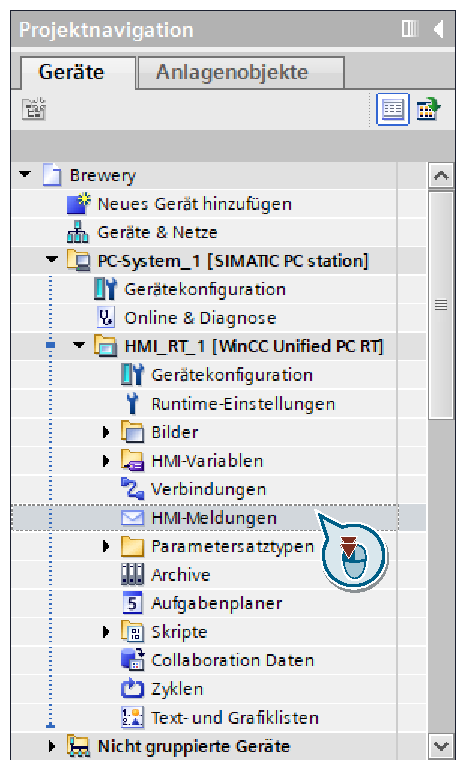 Projektnavigation
Geräte
Anlagenobjekte
Brewery
Neues Gerät hinzufügen
Geräte & Netze
PC-System_1 [SIMATIC PC station]
Gerätekonfiguration
Online & Diagnose
HMI_RT_1 [WinCC Unified PC RT]
Gerätekonfiguration
Runtime-Einstellungen
Bilder
HMI-Variablen
Verbindungen
HMI-Meldungen
Parametersatztypen
Archive
5 Aufgabenplaner
Skripte
Collaboration Daten
Zyklen
Text- und Grafiklisten
Nicht gruppierte Geräte